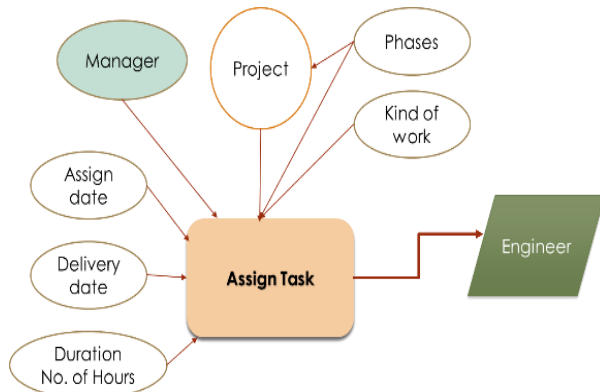 Manager
Project
Phases
Kind of
work
Assign
date
Delivery
date
Duration
No. of Hours
Assign Task
Engineer